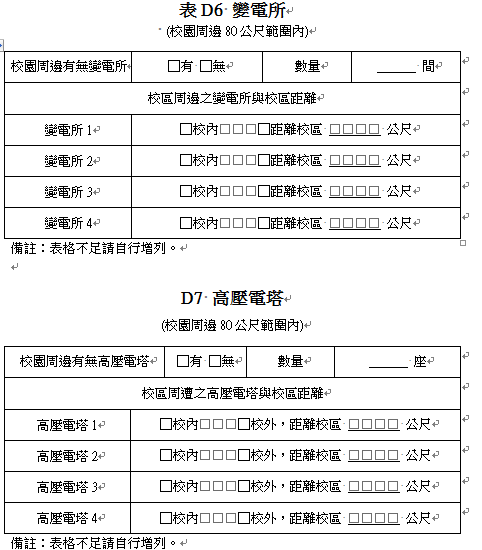 表 D6 變電所
(校園周邊 80 公尺範圍內)
校園周邊有無變電所 □有 □無 數量 ______ 間
校區周邊之變電所與校區距離
變電所 1 □校內□□□□距離校區 □□□□ 公尺
變電所 2 □校內□□□□距離校區 □□□□ 公尺
變電所 3 □校內□□□□距離校區 □□□□ 公尺
變電所 4 □校內□□□□距離校區 □□□□ 公尺
備註：表格不足請自行增列。
D7 高壓電塔
(校園周邊 80 公尺範圍內)
校園周邊有無高壓電塔 □有 □無 數量 ______ 座
校區周遭之高壓電塔與校區距離
高壓電塔 1 □校內□□□□校外，距離校區 □□□□ 公尺
高壓電塔 2 □校內□□□□校外，距離校區 □□□□ 公尺
高壓電塔 3 □校內□□□□校外，距離校區 □□□□ 公尺
高壓電塔 4 □校內□□□□校外，距離校區 □□□□ 公尺
備註：表格不足請自行增列。